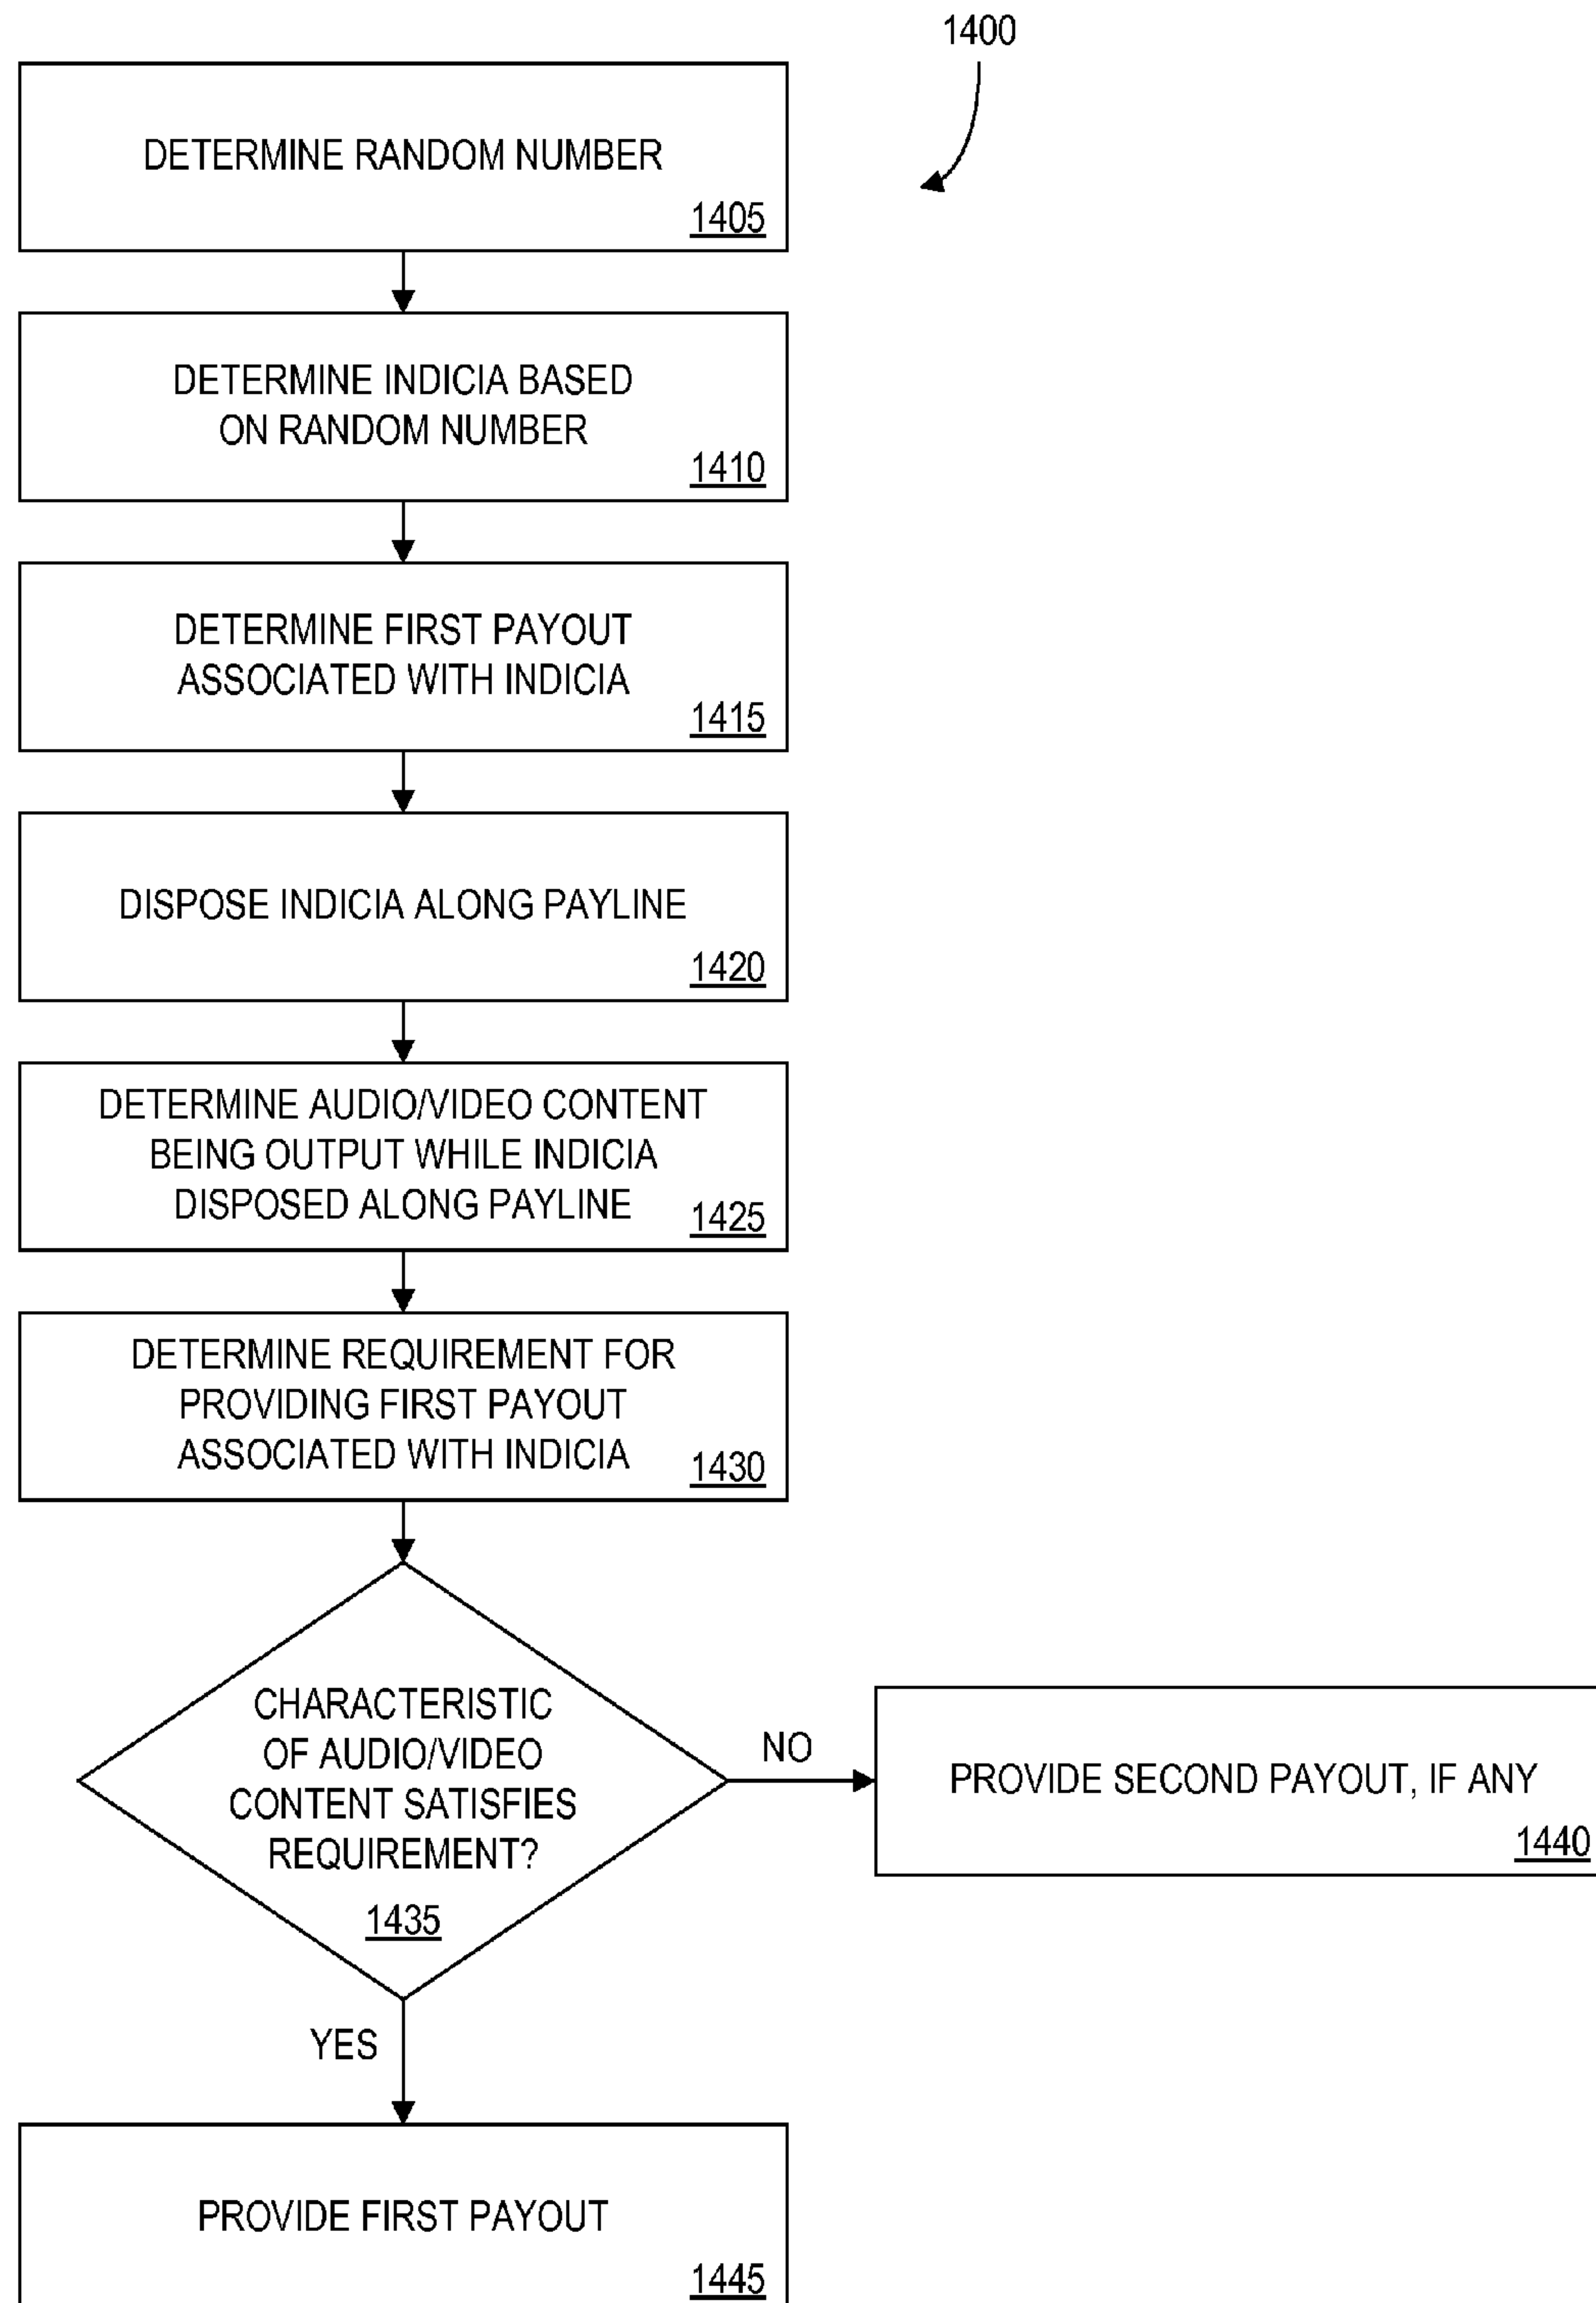 1400
DETERMINE RANDOM NUMBER
1405
DETERMINE INDICIA BASED
ON RANDOM NUMBER
1410
DETERMINE FIRST PAYOUT
ASSOCIATED WITH INDICIA
1415
DISPOSE INDICIA ALONG PAYLINE
1420
DETERMINE AUDIO/VIDEO CONTENT
BEING OUTPUT WHILE INDICIA
DISPOSED ALONG PAYLINE
1425
DETERMINE REQUIREMENT FOR
PROVIDING FIRST PAYOUT
ASSOCIATED WITH INDICIA
1430
CHARACTERISTIC
OF AUDIO/VIDEO
CONTENT SATISFIES
REQUIREMENT?
1435
NO
PROVIDE SECOND PAYOUT, IF ANY
1440
YES
PROVIDE FIRST PAYOUT
1445